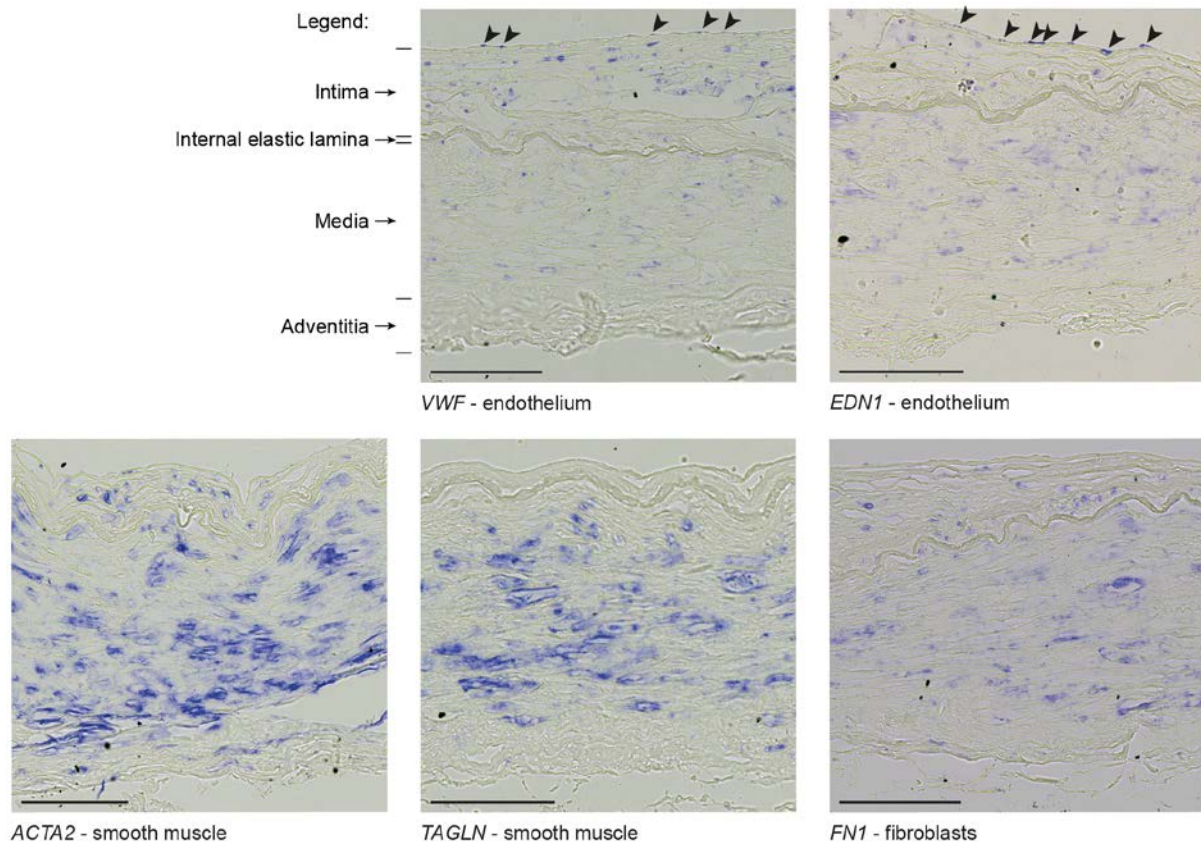 Legend:
Intima
Internal elastic lamina
Media
Adventitia
VWF - endothelium
EDN1 - endothelium
ACTA2 - smooth muscle
TAGLN - smooth muscle
FN1 - fibroblasts